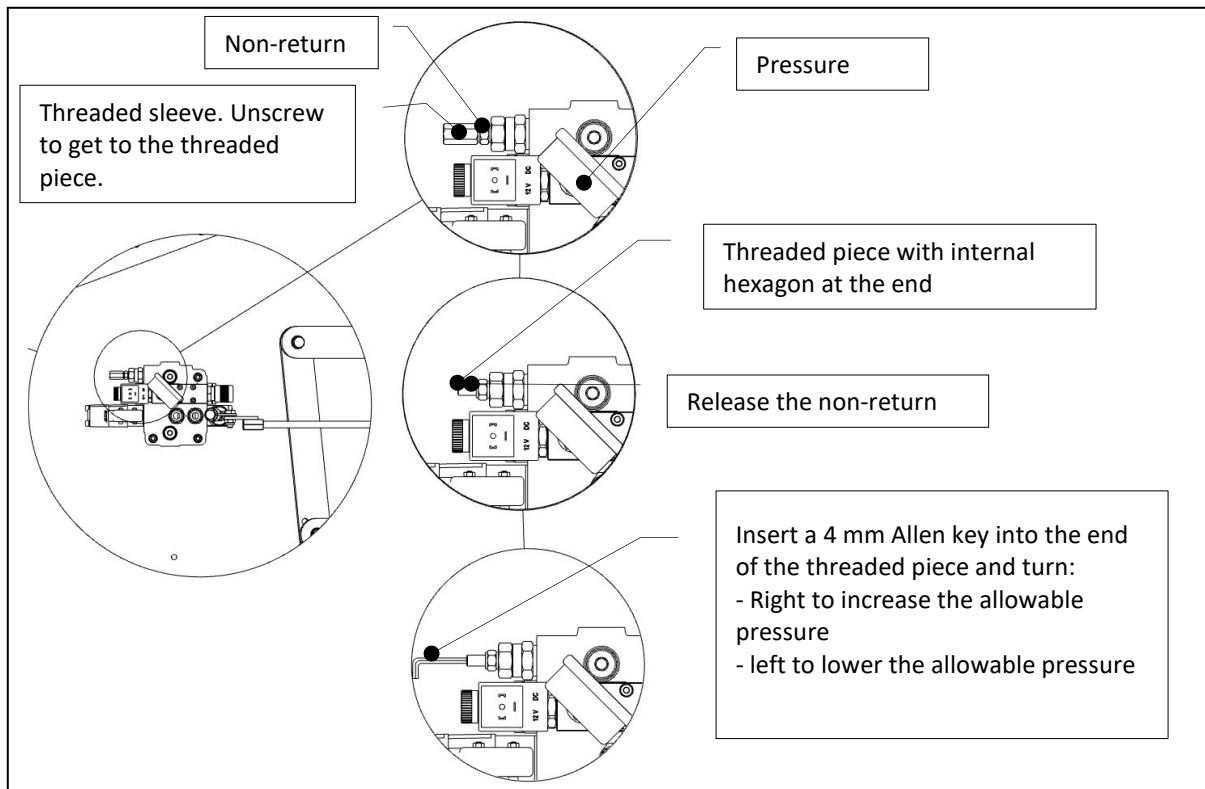 Non-return
Pressure
Threaded sleeve. Unscrew
to get to the threaded
piece.
DC
12 V
Threaded piece with internal
hexagon at the end
Release the non-return
DC
12 V
Insert a 4 mm Allen key into the end
of the threaded piece and turn:
- Right to increase the allowable
pressure
- left to lower the allowable pressure
DC
12 V